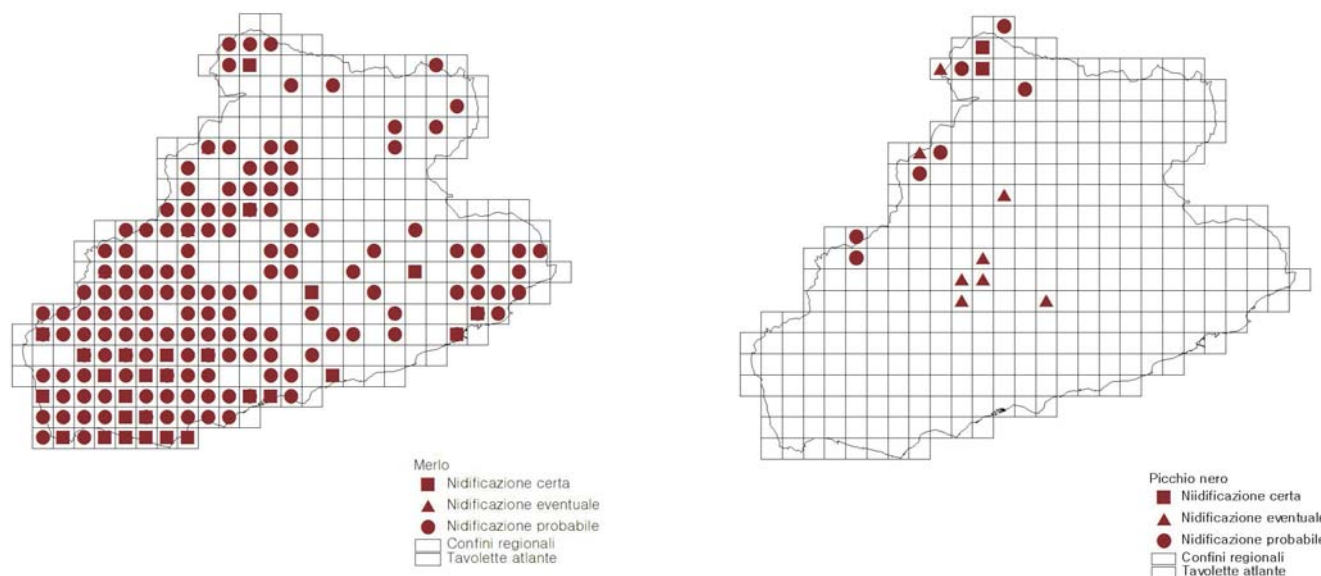 Merlo
Nidificazione certa
Nidificazione eventuale
Nidificazione probabile
Confini regionali
Tavolette atlante
Picchio nero
Niidificazione certa
Nidificazione eventuale
Nidificazione probabile
Confini regionali
Tavolette atlante